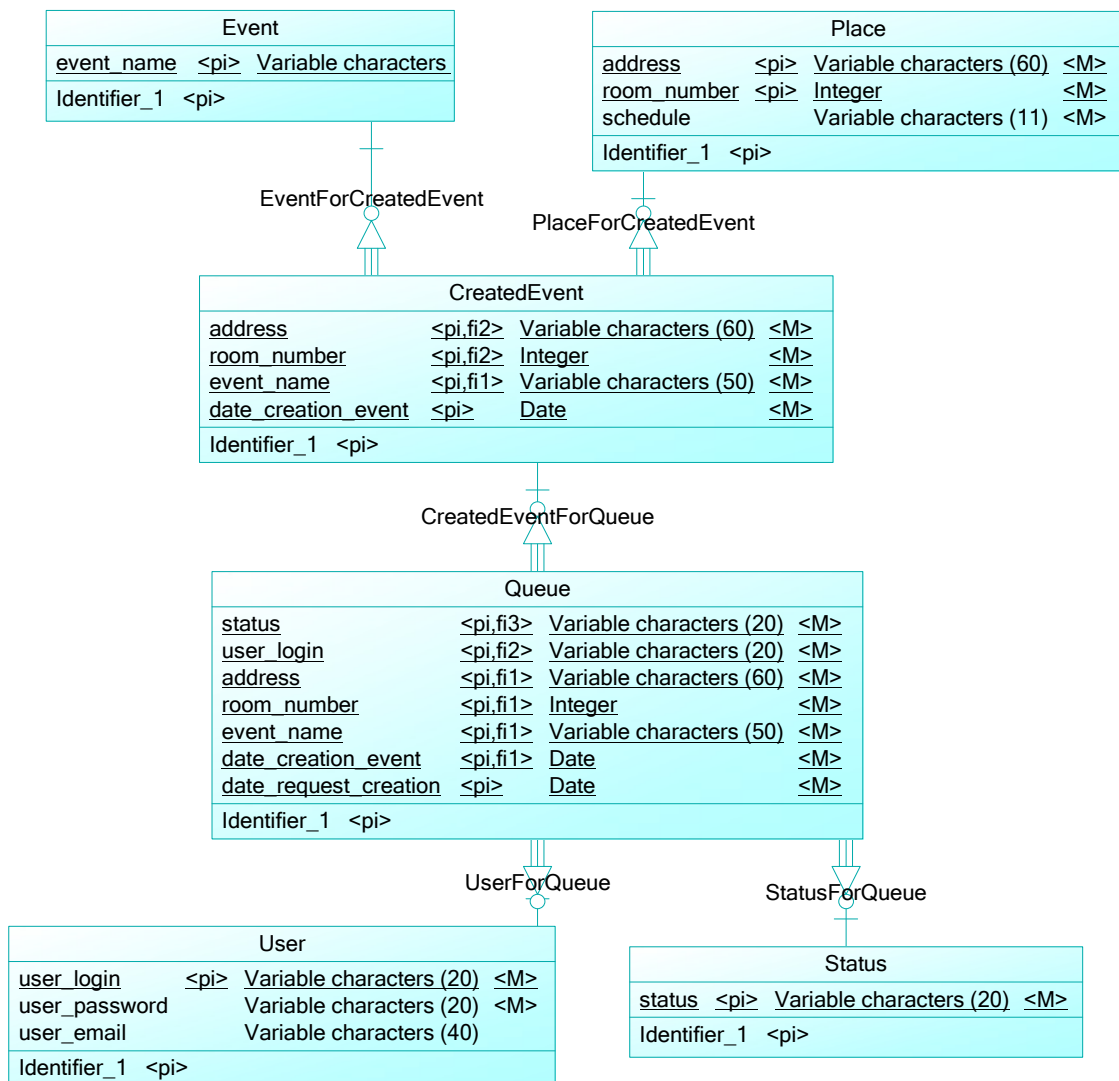 Event
event_name <pi> Variable characters
Identifier_1 <pi>
Place
address <pi> Variable characters (60) <M>
room_number <pi> Integer <M>
schedule Variable characters (11) <M>
Identifier_1 <pi>
EventForCreatedEvent
PlaceForCreatedEvent
CreatedEvent
address <pi,fi2> Variable characters (60) <M>
room_number <pi,fi2> Integer <M>
event_name <pi,fi1> Variable characters (50) <M>
date_creation_event <pi> Date <M>
Identifier_1 <pi>
CreatedEventForQueue
Queue
status <pi,fi3> Variable characters (20) <M>
user_login <pi,fi2> Variable characters (20) <M>
address <pi,fi1> Variable characters (60) <M>
room_number <pi,fi1> Integer <M>
event_name <pi,fi1> Variable characters (50) <M>
date_creation_event <pi,fi1> Date <M>
date_request_creation <pi> Date <M>
Identifier_1 <pi>
UserForQueue
StatusForQueue
User
user_login <pi> Variable characters (20) <M>
user_password Variable characters (20) <M>
user_email Variable characters (40)
Identifier_1 <pi>
Status
status <pi> Variable characters (20) <M>
Identifier_1 <pi>